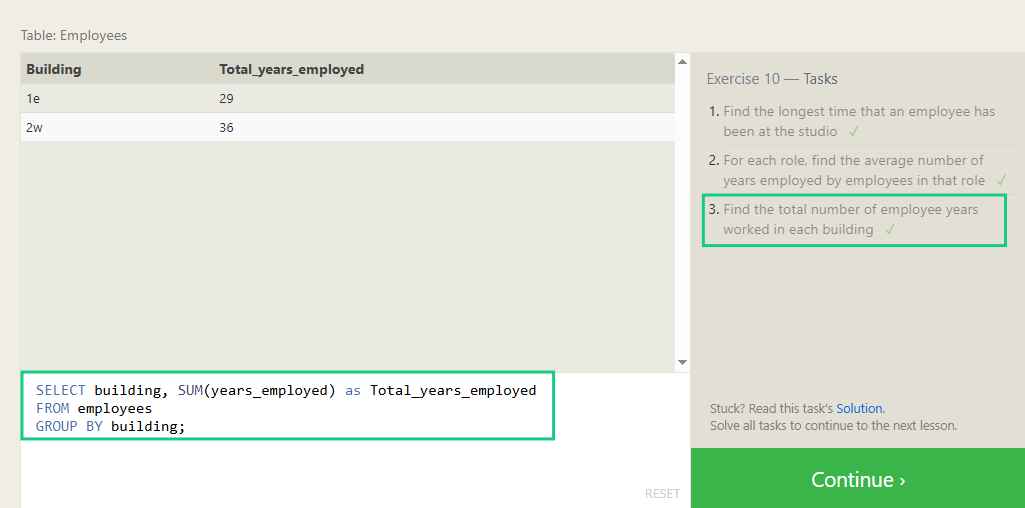 Table: Employees
Building Total_years_employed
1e 29
2w 36
SELECT building, SUM(years_employed) as Total_years_employed
FROM employees
GROUP BY building;
RESET
Exercise 10 — Tasks
1. Find the longest time that an employee has
been at the studio ✓
2. For each role, find the average number of
years employed by employees in that role ✓
3. Find the total number of employee years
worked in each building ✓
Stuck? Read this task's Solution.
Solve all tasks to continue to the next lesson.
Continue ›